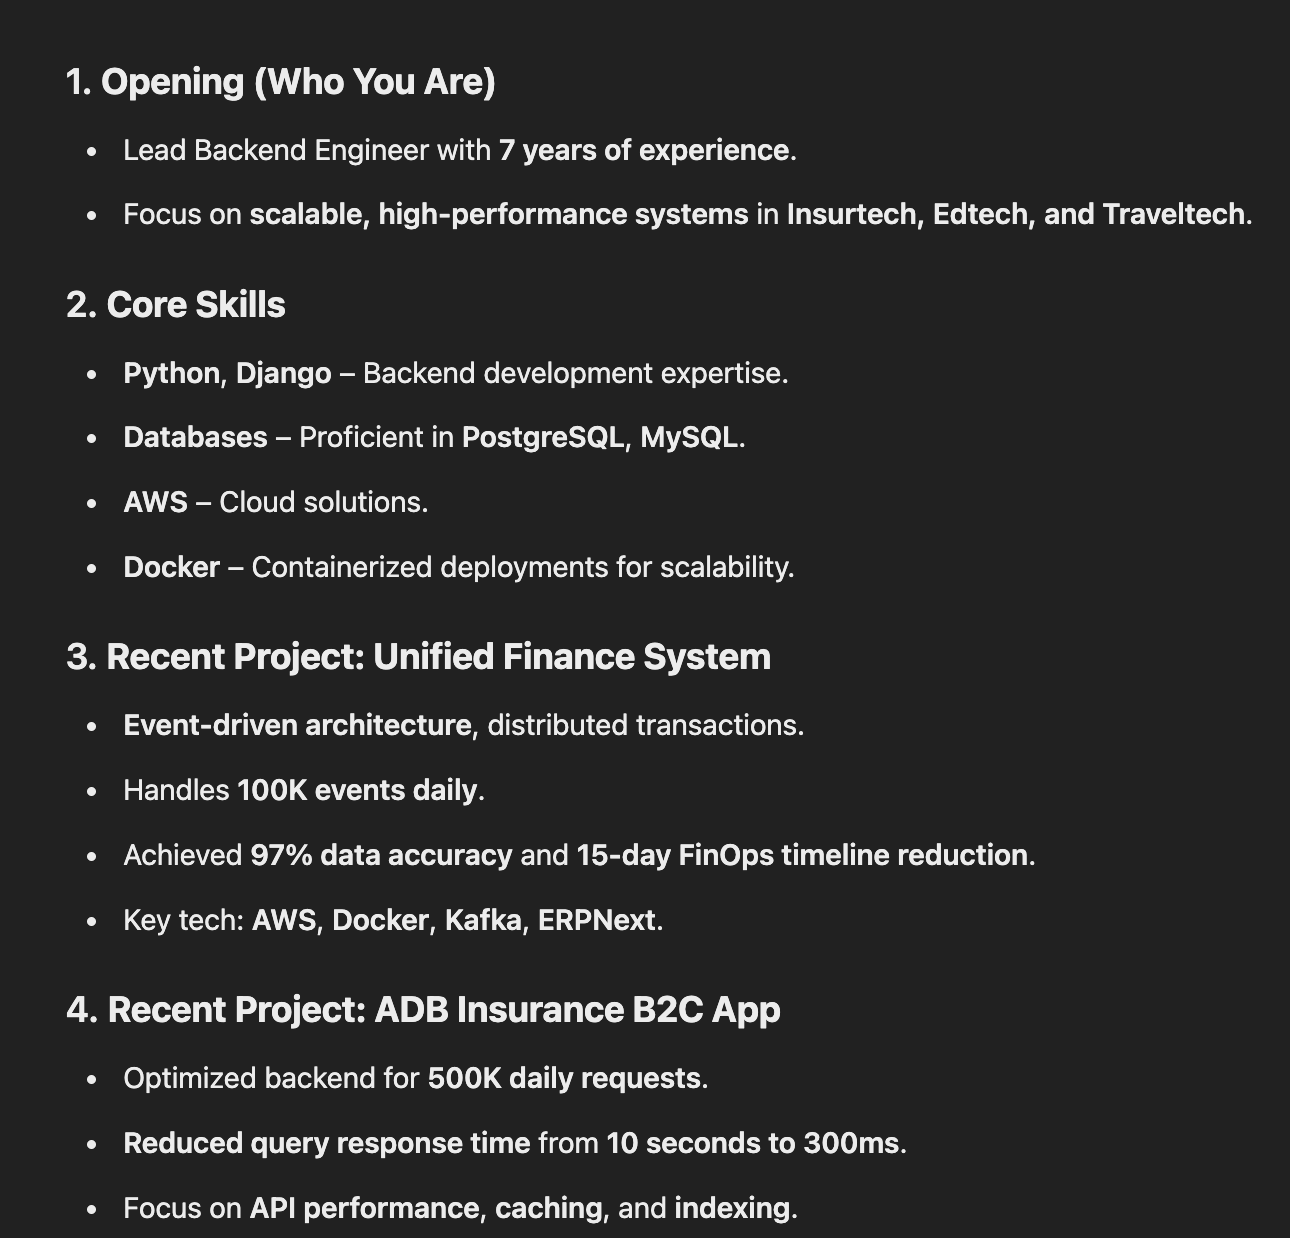 1. Opening (Who You Are)
• Lead Backend Engineer with 7 years of experience.
• Focus on scalable, high-performance systems in Insurtech, Edtech, and Traveltech.
2. Core Skills
• Python, Django – Backend development expertise.
• Databases – Proficient in PostgreSQL, MySQL.
• AWS – Cloud solutions.
• Docker – Containerized deployments for scalability.
3. Recent Project: Unified Finance System
• Event-driven architecture, distributed transactions.
• Handles 100K events daily.
• Achieved 97% data accuracy and 15-day FinOps timeline reduction.
• Key tech: AWS, Docker, Kafka, ERPNext.
4. Recent Project: ADB Insurance B2C App
• Optimized backend for 500K daily requests.
• Reduced query response time from 10 seconds to 300ms.
• Focus on API performance, caching, and indexing.